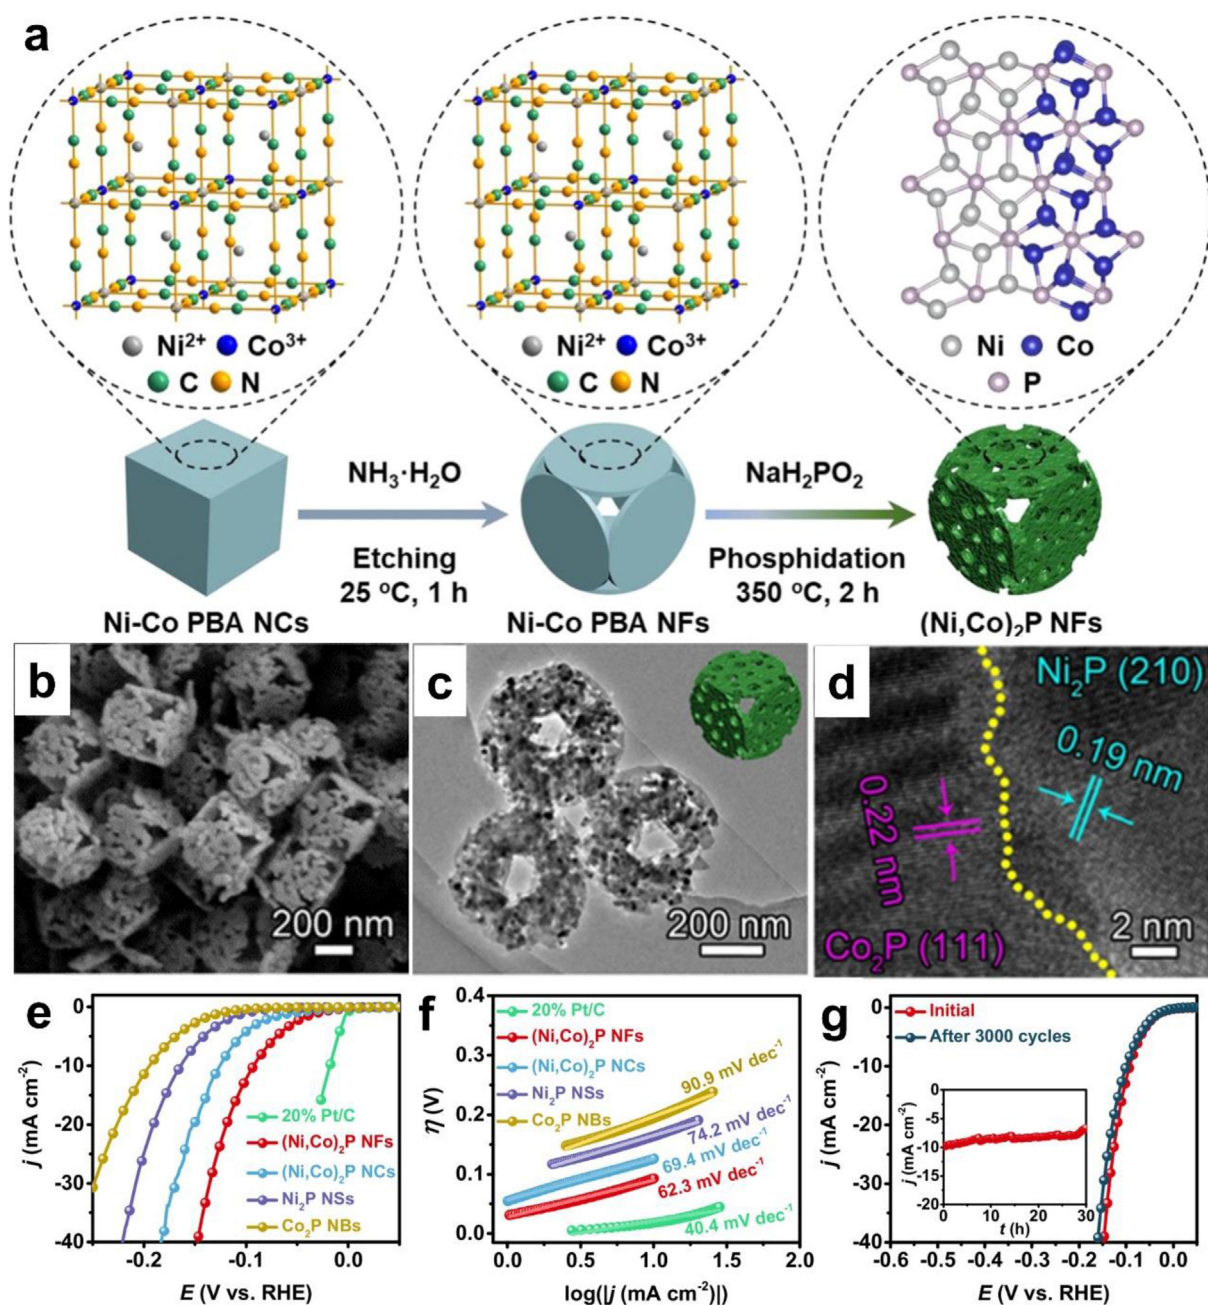 a
Ni²⁺ Co³⁺
C N
Ni²⁺ Co³⁺
C N
Ni Co
P
NH₃·H₂O
Etching
25 °C, 1 h
NaH₂PO₂
Phosphidation
350 °C, 2 h
Ni-Co PBA NCs
Ni-Co PBA NFs
(Ni,Co)₂P NFs
b
200 nm
c
200 nm
d
Ni₂P (210)
0.19 nm
0.22 nm
Co₂P (111)
2 nm
e
0
-10
-20
-30
-40
j (mA cm⁻²)
20% Pt/C
(Ni,Co)₂P NFs
(Ni,Co)₂P NCs
Ni₂P NSs
Co₂P NBs
-0.2 -0.1 0.0
E (V vs. RHE)
f
0.4
0.3
0.2
0.1
0.0
η (V)
20% Pt/C
(Ni,Co)₂P NFs
(Ni,Co)₂P NCs
Ni₂P NSs
Co₂P NBs
90.9 mV dec⁻¹
74.2 mV dec⁻¹
69.4 mV dec⁻¹
62.3 mV dec⁻¹
40.4 mV dec⁻¹
0.0 0.5 1.0 1.5 2.0
log(|j (mA cm⁻²)|)
g
0
-10
-20
-30
-40
j (mA cm⁻²)
Initial
After 3000 cycles
0
-5
-10
-15
-20
j (mA cm⁻²)
0 10 20 30
t (h)
-0.6 -0.5 -0.4 -0.3 -0.2 -0.1 0.0
E (V vs. RHE)